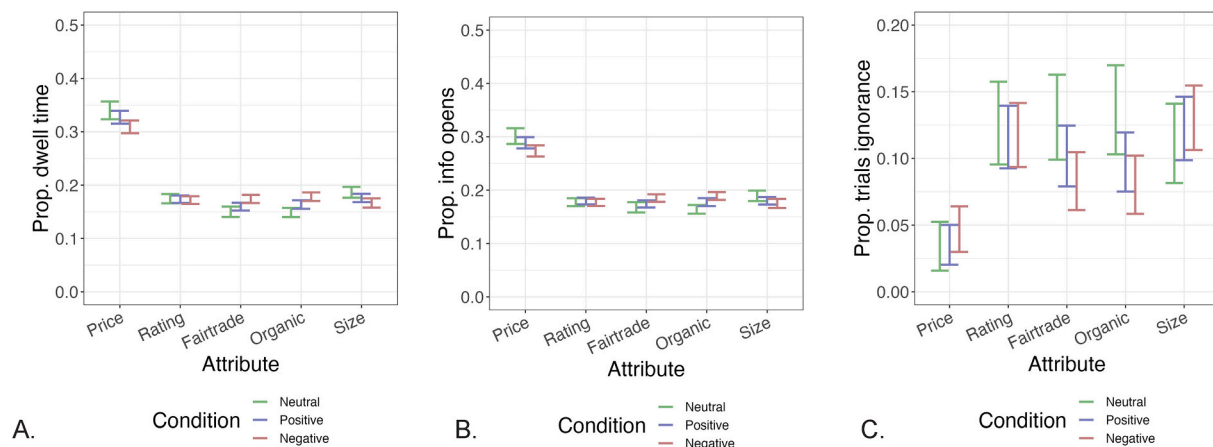 0.5
0.4
0.3
0.2
0.1
0.0
Prop. dwell time
Price
Rating
Fairtrade
Organic
Size
Attribute
Condition
Neutral
Positive
Negative
A.
0.5
0.4
0.3
0.2
0.1
0.0
Prop. info opens
Price
Rating
Fairtrade
Organic
Size
Attribute
Condition
Neutral
Positive
Negative
B.
0.20
0.15
0.10
0.05
0.00
Prop. trials ignorance
Price
Rating
Fairtrade
Organic
Size
Attribute
Condition
Neutral
Positive
Negative
C.